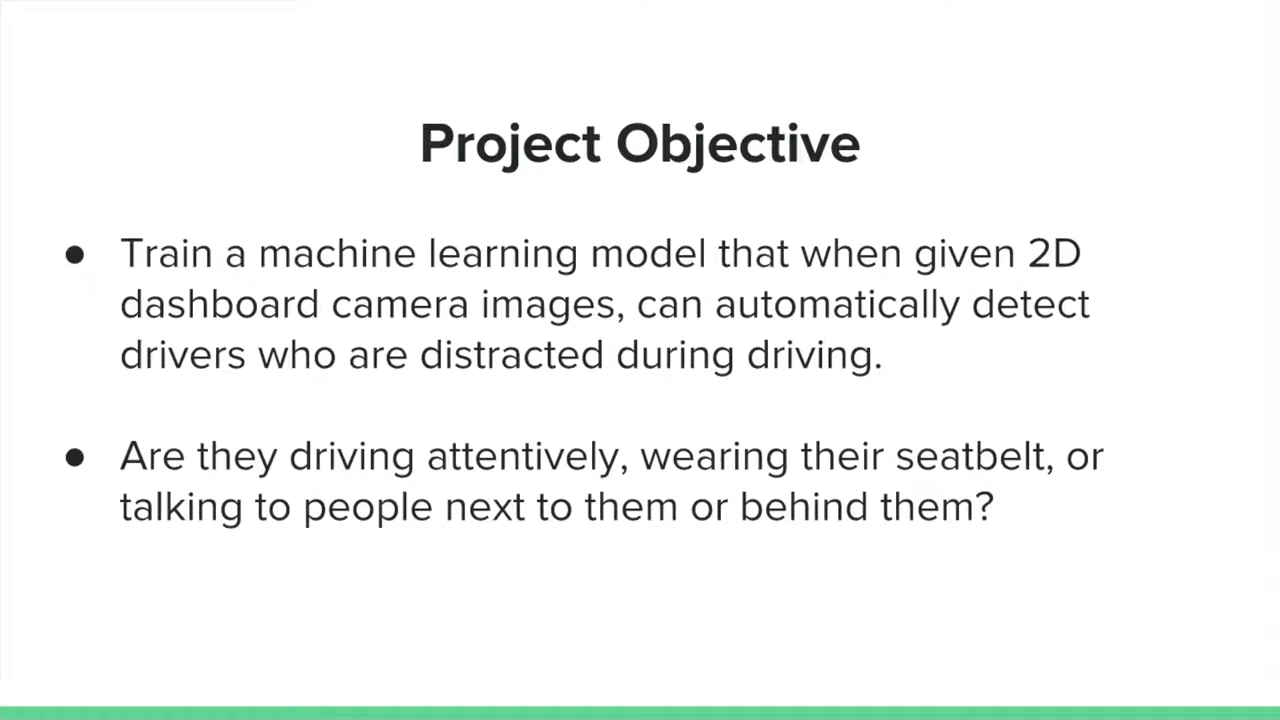 Project Objective
● Train a machine learning model that when given 2D
dashboard camera images, can automatically detect
drivers who are distracted during driving.
● Are they driving attentively, wearing their seatbelt, or
talking to people next to them or behind them?